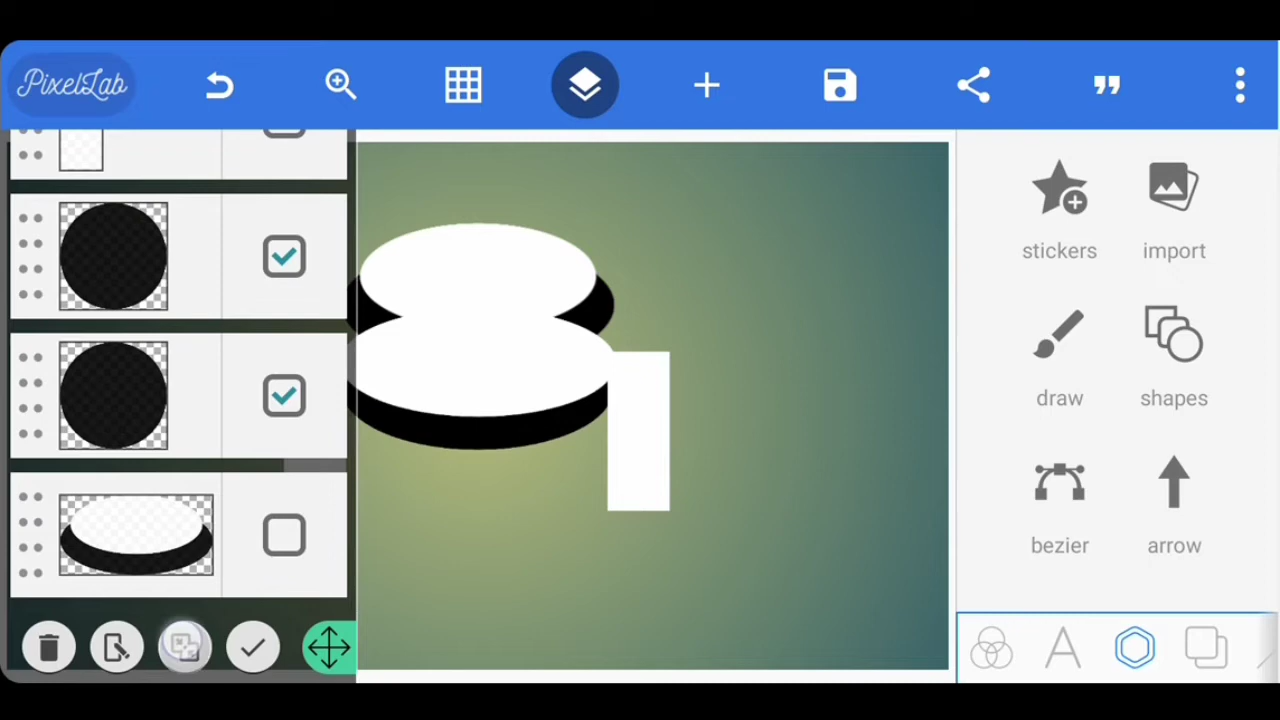 PixelLab
stickers
import
draw
shapes
bezier
arrow